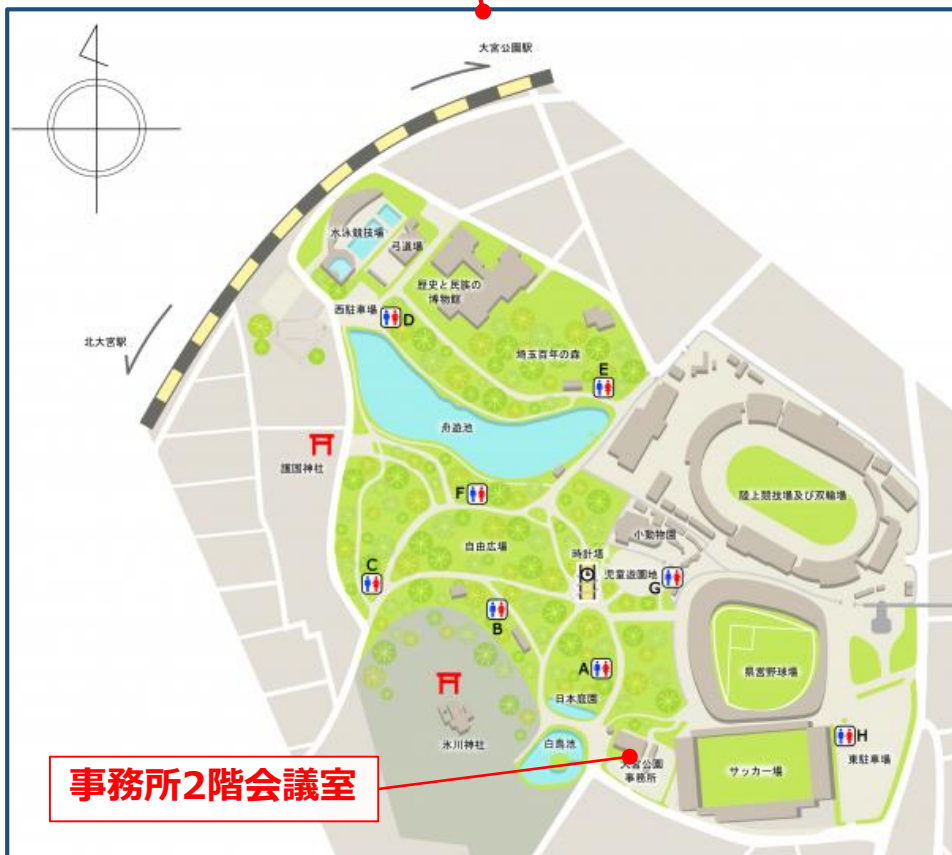 大宮公園駅
水泳競技場
弓道場
歴史と民族の
博物館
西駐車場
D
北大宮駅
埼玉百年の森
E
舟遊池
護国神社
F
陸上競技場及び双輪場
小動物園
自由広場
時計塔
児童遊園地
G
C
B
A
県営野球場
日本庭園
氷川神社
白鳥池
H
大宮公園
事務所
サッカー場
東駐車場
事務所2階会議室